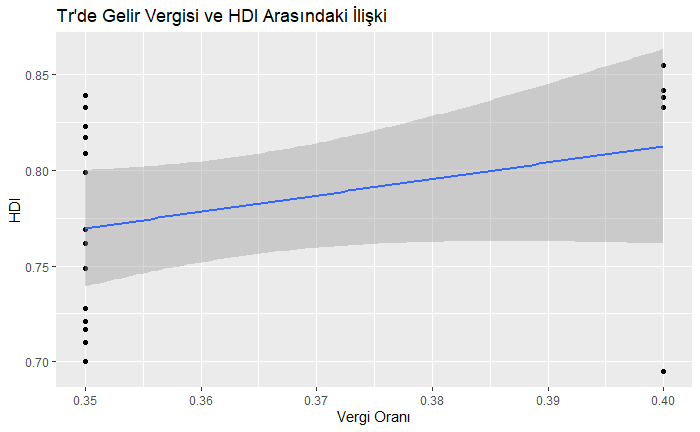 Tr'de Gelir Vergisi ve HDI Arasındaki İlişki
0.85
0.80
0.75
0.70
HDI
0.35 0.36 0.37 0.38 0.39 0.40
Vergi Oranı